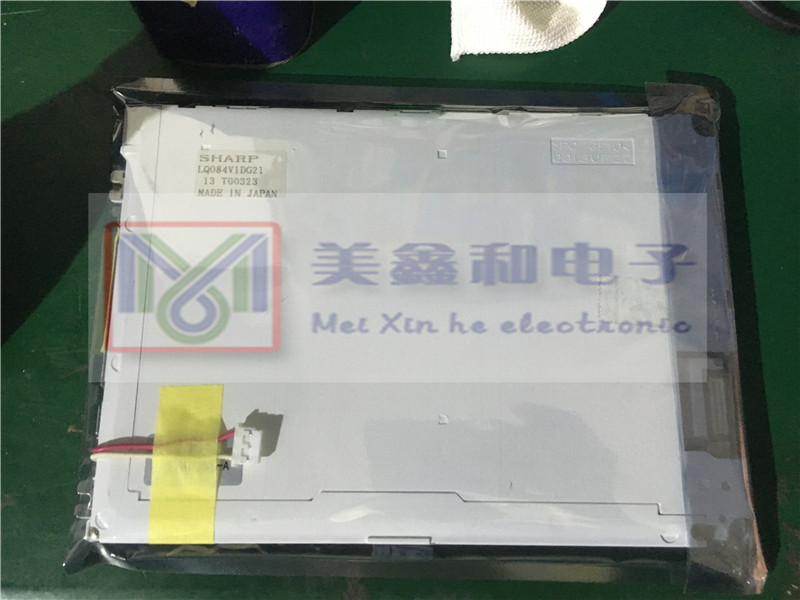 SHARP
LQ084V1DG21
13 T00323
MADE IN JAPAN
美鑫和电子
Mei Xin he electronic
-A